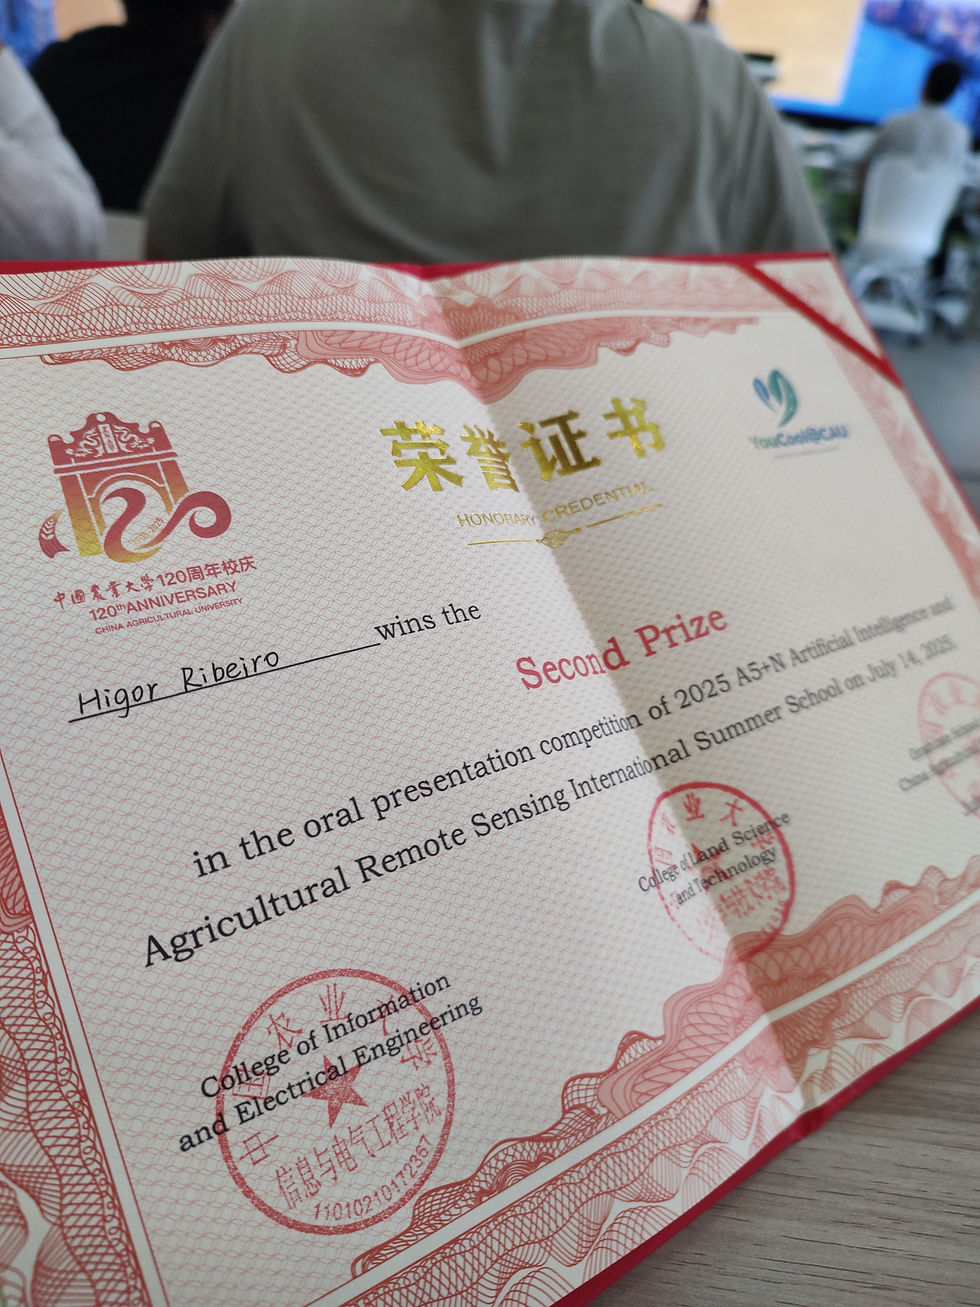 荣誉证书
HONORARY CREDENTIAL
YouCool@CAU
120
1905-2025
中国农业大学120周年校庆
120th ANNIVERSARY
CHINA AGRICULTURAL UNIVERSITY
Higor Ribeiro wins the
Second Prize
in the oral presentation competition of 2025 A5+N Artificial Intelligence and
Agricultural Remote Sensing International Summer School on July 14, 2025.
College of Land Science
and Technology
College of Information
and Electrical Engineering
信息与电气工程学院